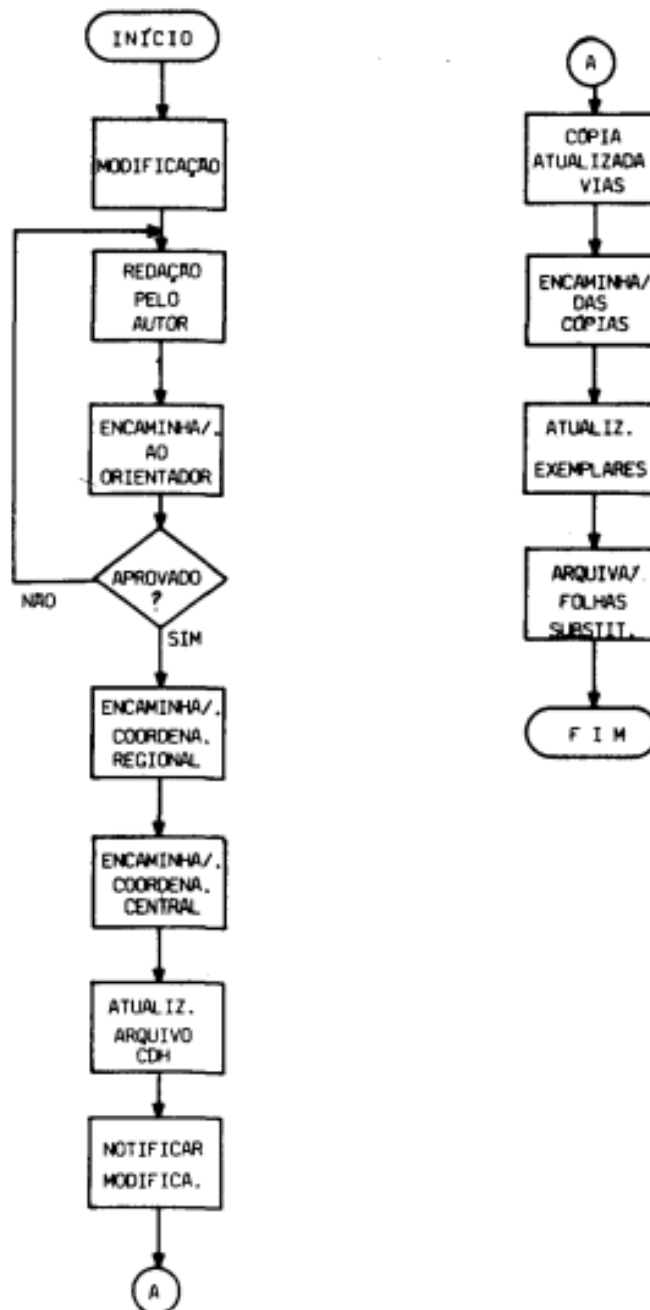 INÍCIO
MODIFICAÇÃO
REDAÇÃO
PELO
AUTOR
ENCAMINHA/.
AO
ORIENTADOR
APROVADO
?
NÃO
SIM
ENCAMINHA/.
COORDENA.
REGIONAL
ENCAMINHA/.
COORDENA.
CENTRAL
ATUALIZ.
ARQUIVO
CDH
NOTIFICAR
MODIFICA.
A
A
CÓPIA
ATUALIZADA
VIAS
ENCAMINHA/
DAS
CÓPIAS
ATUALIZ.
EXEMPLARES
ARQUIVA/
FOLHAS
SUBSTIT.
F I M